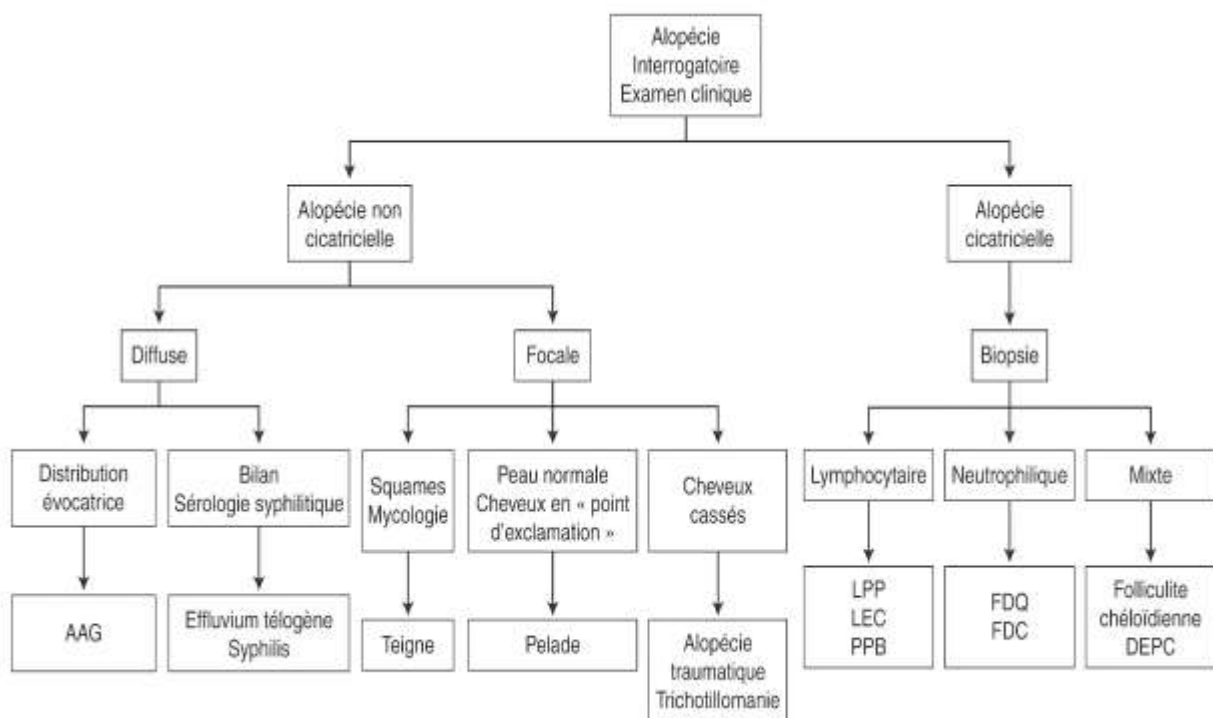 Alopécie
Interrogatoire
Examen clinique
Alopécie non
cicatricielle
Alopécie
cicatricielle
Diffuse
Focale
Biopsie
Distribution
évocatrice
Bilan
Sérologie syphilitique
Squames
Mycologie
Peau normale
Cheveux en « point
d'exclamation »
Cheveux
cassés
Lymphocytaire
Neutrophilique
Mixte
AAG
Effluvium télogène
Syphilis
Teigne
Pelade
Alopécie
traumatique
Trichotillomanie
LPP
LEC
PPB
FDQ
FDC
Folliculite
chéloïdienne
DEPC